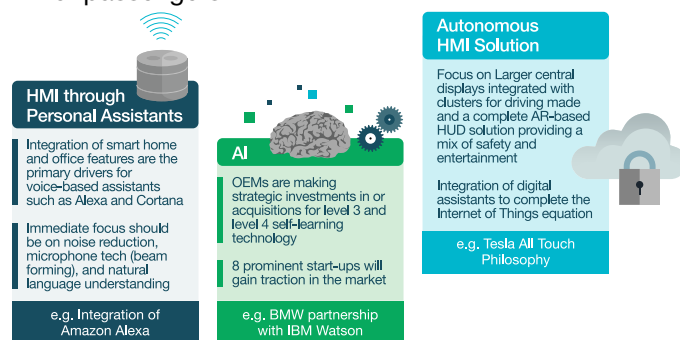 HMI through
Personal Assistants
Integration of smart home
and office features are the
primary drivers for
voice-based assistants
such as Alexa and Cortana
Immediate focus should
be on noise reduction,
microphone tech (beam
forming), and natural
language understanding
e.g. Integration of
Amazon Alexa
AI
OEMs are making
strategic investments in or
acquisitions for level 3 and
level 4 self-learning
technology
8 prominent start-ups will
gain traction in the market
e.g. BMW partnership
with IBM Watson
Autonomous
HMI Solution
Focus on Larger central
displays integrated with
clusters for driving made
and a complete AR-based
HUD solution providing a
mix of safety and
entertainment
Integration of digital
assistants to complete the
Internet of Things equation
e.g. Tesla All Touch
Philosophy